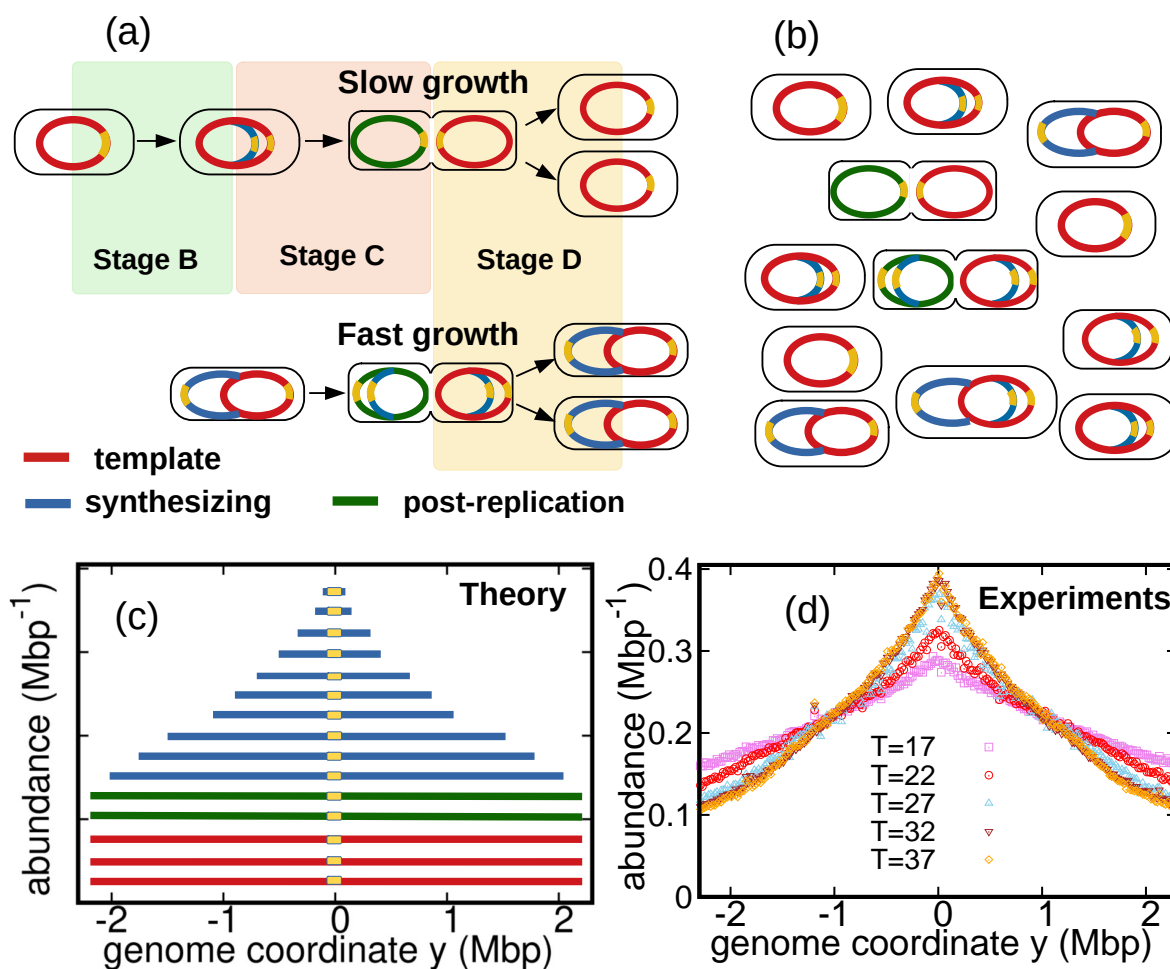 (a)
(b)
Slow growth
Stage B
Stage C
Stage D
Fast growth
template
synthesizing
post-replication
(c)
Theory
abundance (Mbp⁻¹)
-2 -1 0 1 2
genome coordinate y (Mbp)
(d)
Experiments
abundance (Mbp⁻¹)
0.4
0.3
0.2
0.1
0
T=17
T=22
T=27
T=32
T=37
-2 -1 0 1 2
genome coordinate y (Mbp)